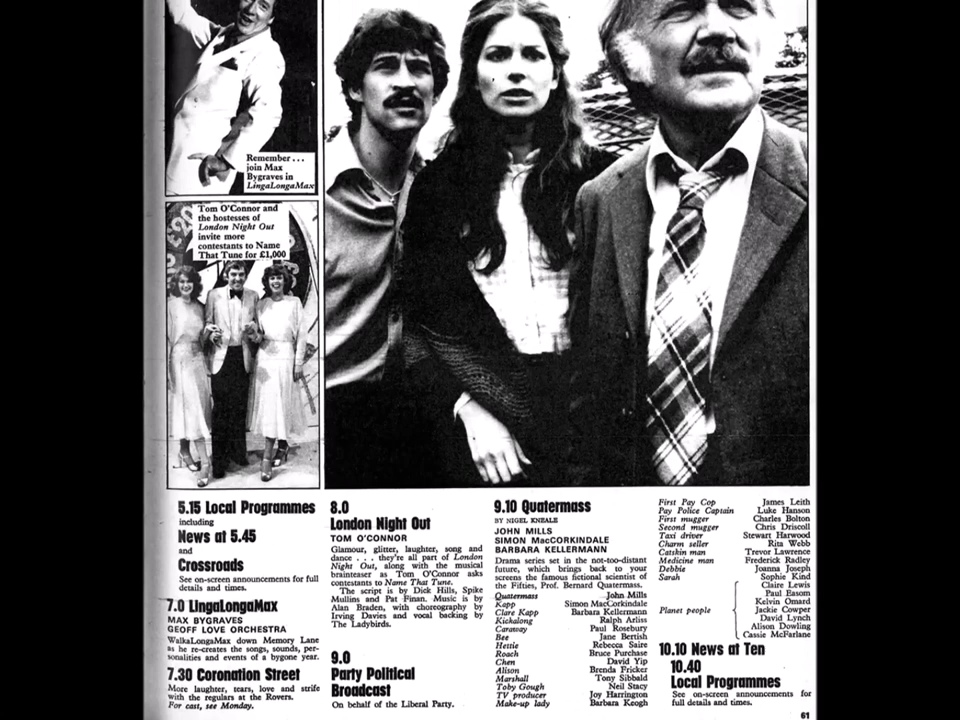 Remember . . .
join Max
Bygraves in
LingaLongaMax
Tom O'Connor and
the hostesses of
London Night Out
invite more
contestants to Name
That Tune for £1,000
5.15 Local Programmes
including
News at 5.45
and
Crossroads
See on-screen announcements for full
details and times.
7.0 LingaLongaMax
MAX BYGRAVES
GEOFF LOVE ORCHESTRA
WalkaLongaMax down Memory Lane
as he re-creates the songs, sounds, per-
sonalities and events of a bygone year.
7.30 Coronation Street
More laughter, tears, love and strife
with the regulars at the Rovers.
For cast, see Monday.
8.0
London Night Out
TOM O'CONNOR
Glamour, glitter, laughter, song and
dance . . . they're all part of London
Night Out, along with the musical
brainteaser as Tom O'Connor asks
contestants to Name That Tune.
The script is by Dick Hills, Spike
Mullins and Pat Finan. Music is by
Alan Braden, with choreography by
Irving Davies and vocal backing by
The Ladybirds.
9.0
Party Political
Broadcast
On behalf of the Liberal Party.
9.10 Quatermass
BY NIGEL KNEALE
JOHN MILLS
SIMON MacCORKINDALE
BARBARA KELLERMANN
Drama series set in the not-too-distant
future, which brings back to your
screens the famous fictional scientist of
the Fifties, Prof. Bernard Quatermass.
Quatermass John Mills
Kapp Simon MacCorkindale
Clare Kapp Barbara Kellermann
Kickalong Ralph Arliss
Caraway Paul Rosebury
Bee Jane Bertish
Hettie Rebecca Saire
Roach Bruce Purchase
Chen David Yip
Alison Brenda Fricker
Marshall Tony Sibbald
Toby Gough Neil Stacy
TV producer Joy Harrington
Make-up lady Barbara Keogh
First Pay Cop James Leith
Pay Police Captain Luke Hanson
First mugger Charles Bolton
Second mugger Chris Driscoll
Taxi driver Stewart Harwood
Charm seller Rita Webb
Catskin man Trevor Lawrence
Medicine man Frederick Radley
Debbie Joanna Joseph
Sarah Sophie Kind
Planet people
Claire Lewis
Paul Easom
Kelvin Omard
Jackie Cowper
David Lynch
Alison Dowling
Cassie McFarlane
10.10 News at Ten
10.40
Local Programmes
See on-screen announcements for
full details and times.
61